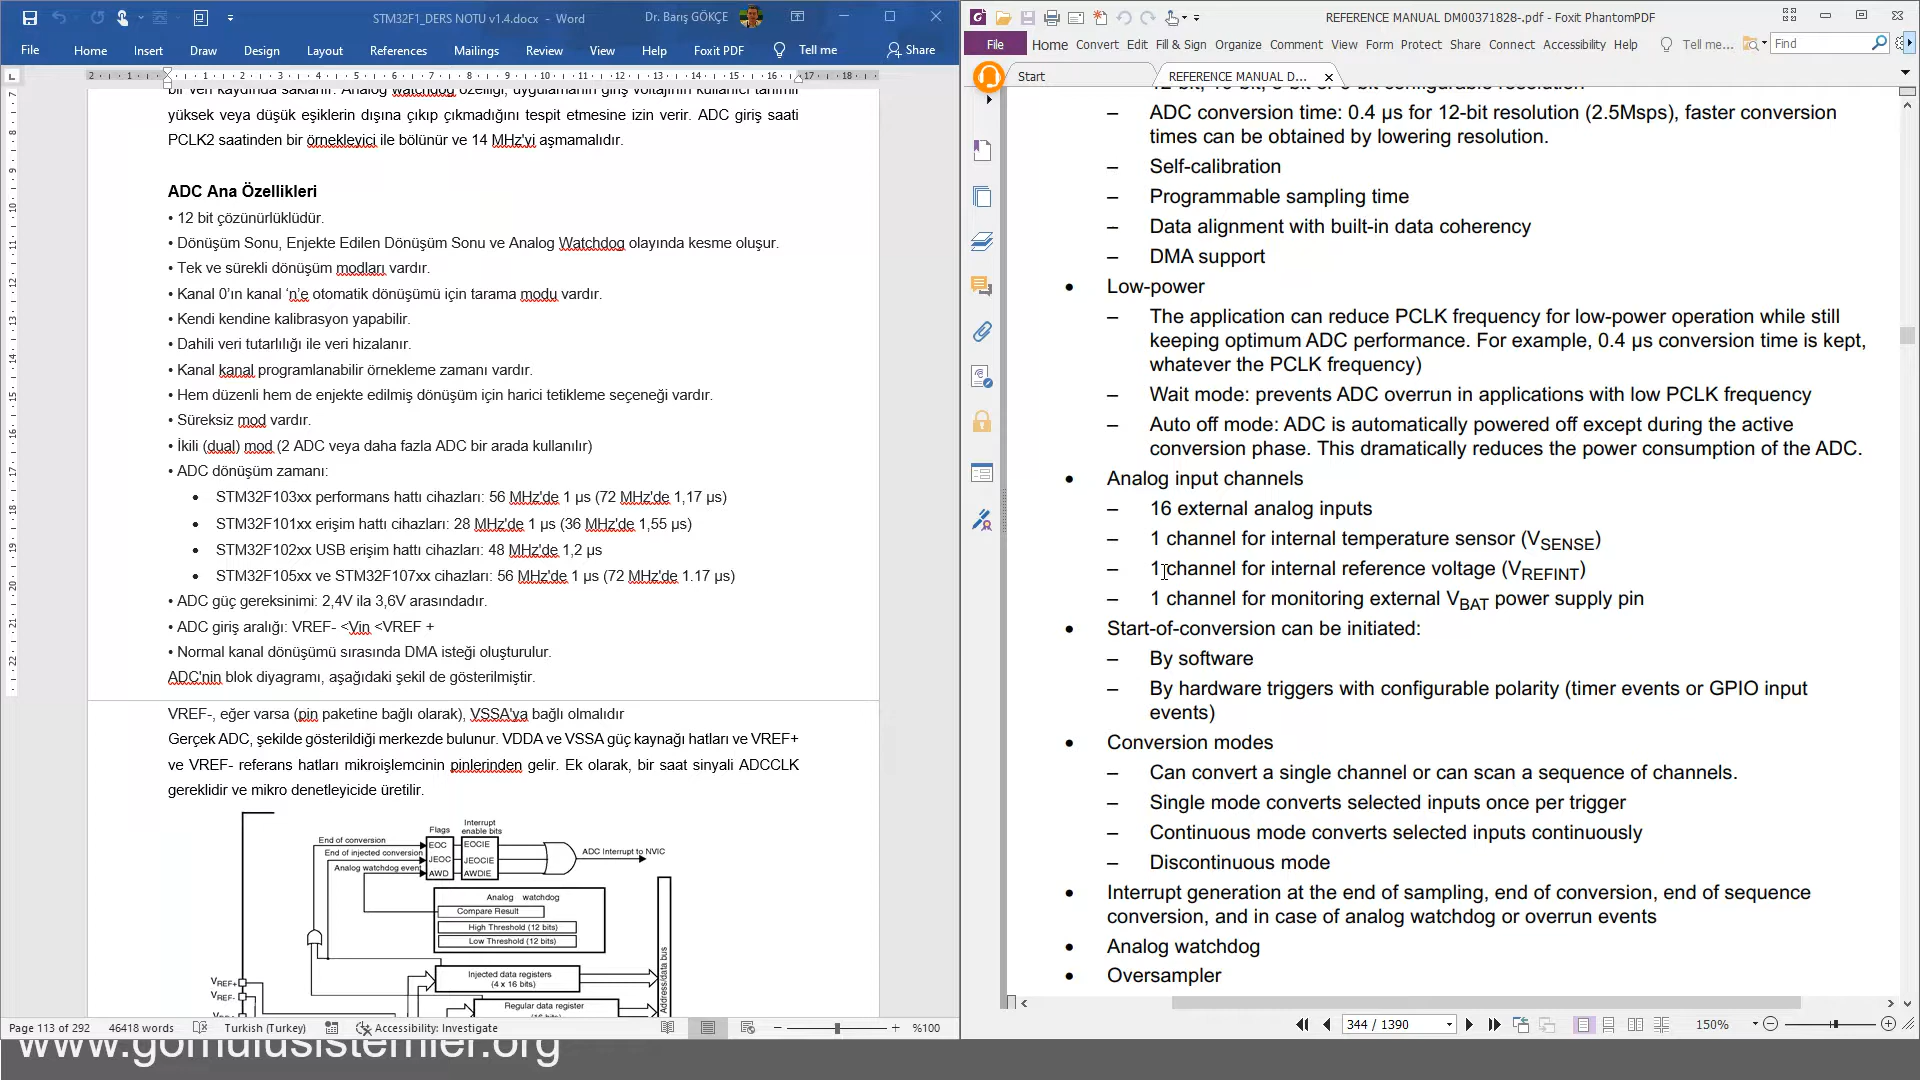 STM32F1_DERS NOTU v1.4.docx - Word
Dr. Barış GÖKÇE
File Home Insert Draw Design Layout References Mailings Review View Help Foxit PDF Tell me Share
yüksek veya düşük eşiklerin dışına çıkıp çıkmadığını tespit etmesine izin verir. ADC giriş saati
PCLK2 saatinden bir örnekleyici ile bölünür ve 14 MHz'yi aşmamalıdır.
ADC Ana Özellikleri
• 12 bit çözünürlüklüdür.
• Dönüşüm Sonu, Enjekte Edilen Dönüşüm Sonu ve Analog Watchdog olayında kesme oluşur.
• Tek ve sürekli dönüşüm modları vardır.
• Kanal 0’ın kanal ‘n’e otomatik dönüşümü için tarama modu vardır.
• Kendi kendine kalibrasyon yapabilir.
• Dahili veri tutarlılığı ile veri hizalanır.
• Kanal kanal programlanabilir örnekleme zamanı vardır.
• Hem düzenli hem de enjekte edilmiş dönüşüm için harici tetikleme seçeneği vardır.
• Süreksiz mod vardır.
• İkili (dual) mod (2 ADC veya daha fazla ADC bir arada kullanılır)
• ADC dönüşüm zamanı:
• STM32F103xx performans hattı cihazları: 56 MHz'de 1 μs (72 MHz'de 1,17 μs)
• STM32F101xx erişim hattı cihazları: 28 MHz'de 1 μs (36 MHz'de 1,55 μs)
• STM32F102xx USB erişim hattı cihazları: 48 MHz'de 1,2 μs
• STM32F105xx ve STM32F107xx cihazları: 56 MHz'de 1 μs (72 MHz'de 1.17 μs)
• ADC güç gereksinimi: 2,4V ila 3,6V arasındadır.
• ADC giriş aralığı: VREF- <Vin <VREF +
• Normal kanal dönüşümü sırasında DMA isteği oluşturulur.
ADC'nin blok diyagramı, aşağıdaki şekil de gösterilmiştir.
VREF-, eğer varsa (pin paketine bağlı olarak), VSSA'ya bağlı olmalıdır
Gerçek ADC, şekilde gösterildiği merkezde bulunur. VDDA ve VSSA güç kaynağı hatları ve VREF+
ve VREF- referans hatları mikroişlemcinin pinlerinden gelir. Ek olarak, bir saat sinyali ADCCLK
gereklidir ve mikro denetleyicide üretilir.
Flags
Interrupt
enable bits
End of conversion EOC EOCIE
End of injected conversion JEOC JEOCIE
ADC Interrupt to NVIC
Analog watchdog event AWD AWDIE
Analog watchdog
Compare Result
High Threshold (12 bits)
Low Threshold (12 bits)
Injected data registers
(4 x 16 bits)
Regular data register
Address/data bus
VREF+
VREF-
Page 113 of 292 46418 words Turkish (Turkey) Accessibility: Investigate %100
www.gomulusistemler.org
REFERENCE MANUAL DM00371828-.pdf - Foxit PhantomPDF
File Home Convert Edit Fill & Sign Organize Comment View Form Protect Share Connect Accessibility Help Tell me... Find
Start REFERENCE MANUAL D...
– ADC conversion time: 0.4 µs for 12-bit resolution (2.5Msps), faster conversion
times can be obtained by lowering resolution.
– Self-calibration
– Programmable sampling time
– Data alignment with built-in data coherency
– DMA support
• Low-power
– The application can reduce PCLK frequency for low-power operation while still
keeping optimum ADC performance. For example, 0.4 µs conversion time is kept,
whatever the PCLK frequency)
– Wait mode: prevents ADC overrun in applications with low PCLK frequency
– Auto off mode: ADC is automatically powered off except during the active
conversion phase. This dramatically reduces the power consumption of the ADC.
• Analog input channels
– 16 external analog inputs
– 1 channel for internal temperature sensor (VSENSE)
– 1 channel for internal reference voltage (VREFINT)
– 1 channel for monitoring external VBAT power supply pin
• Start-of-conversion can be initiated:
– By software
– By hardware triggers with configurable polarity (timer events or GPIO input
events)
• Conversion modes
– Can convert a single channel or can scan a sequence of channels.
– Single mode converts selected inputs once per trigger
– Continuous mode converts selected inputs continuously
– Discontinuous mode
• Interrupt generation at the end of sampling, end of conversion, end of sequence
conversion, and in case of analog watchdog or overrun events
• Analog watchdog
• Oversampler
344 / 1390 150%